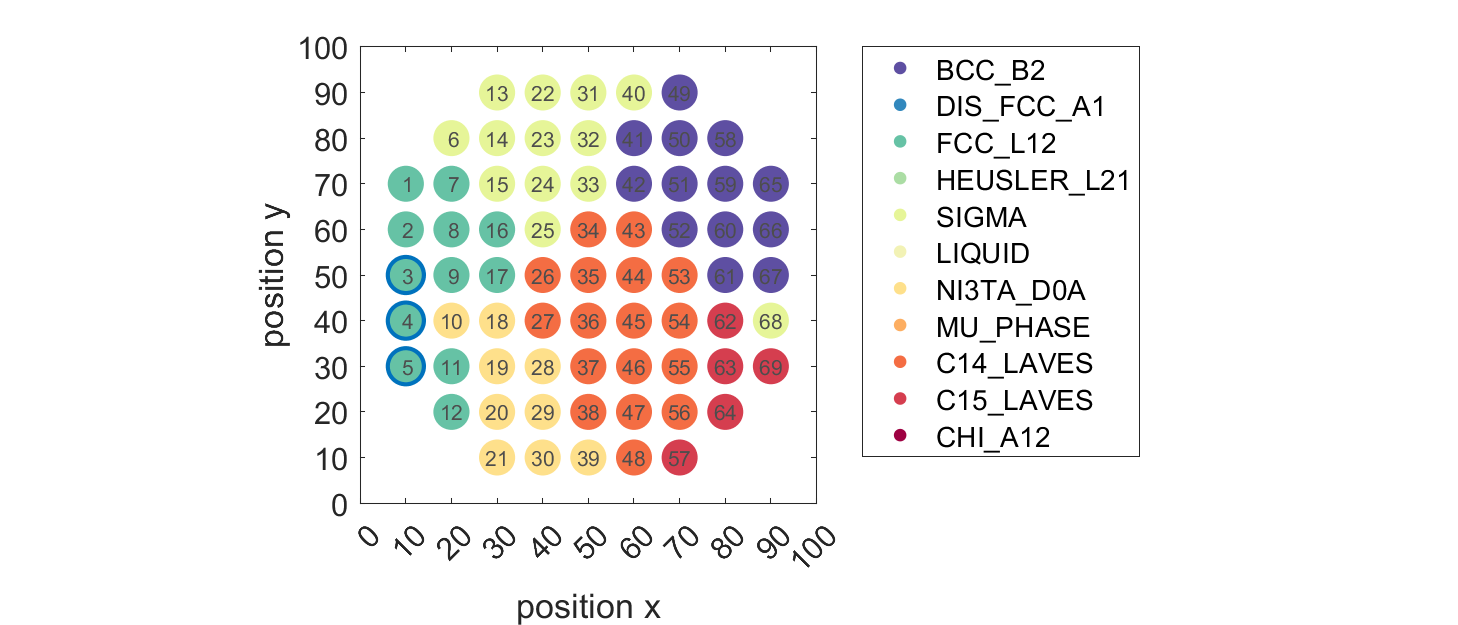 100
90
80
70
60
50
40
30
20
10
0
position y
13 22 31 40 49
6 14 23 32 41 50 58
1 7 15 24 33 42 51 59 65
2 8 16 25 34 43 52 60 66
3 9 17 26 35 44 53 61 67
4 10 18 27 36 45 54 62 68
5 11 19 28 37 46 55 63 69
12 20 29 38 47 56 64
21 30 39 48 57
0 10 20 30 40 50 60 70 80 90 100
position x
BCC_B2
DIS_FCC_A1
FCC_L12
HEUSLER_L21
SIGMA
LIQUID
NI3TA_D0A
MU_PHASE
C14_LAVES
C15_LAVES
CHI_A12